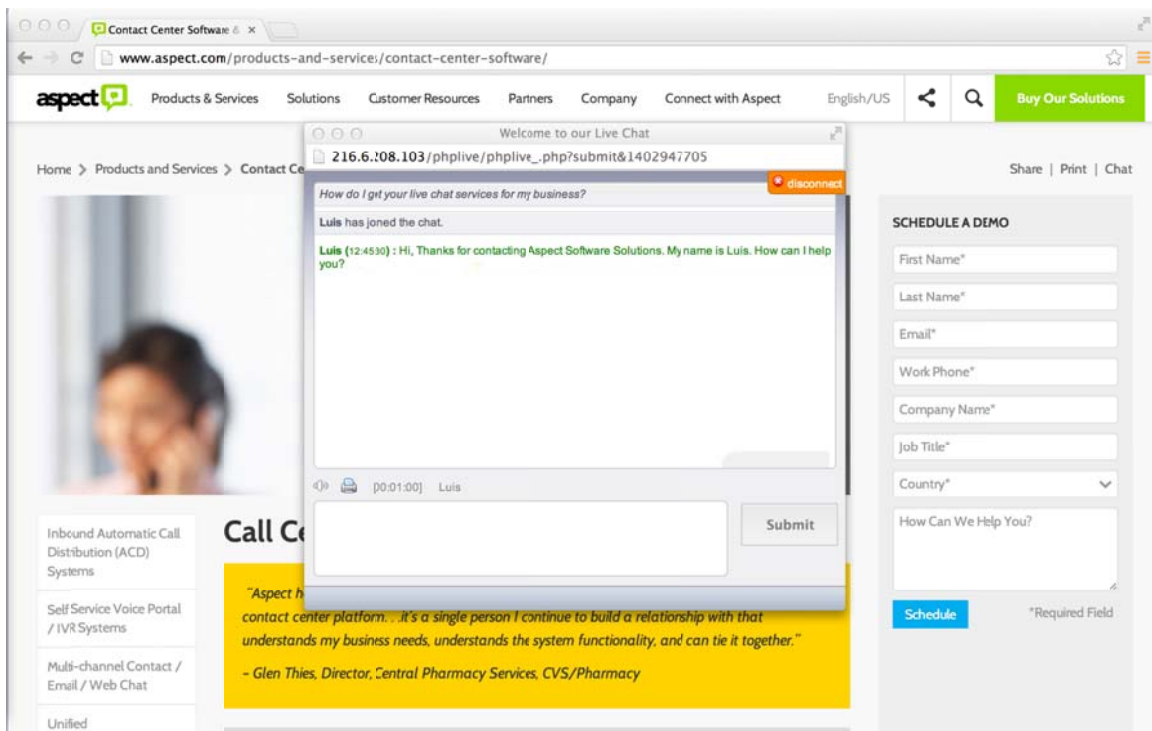 Contact Center Software &
www.aspect.com/products-and-services/contact-center-software/
aspect Products & Services Solutions Customer Resources Partners Company Connect with Aspect English/US Buy Our Solutions
Home > Products and Services > Contact Ce
Share | Print | Chat
Welcome to our Live Chat
216.6.208.103/phplive/phplive_.php?submit&1402947705
disconnect
How do I get your live chat services for my business?
Luis has joined the chat.
Luis (12:45:30) : Hi, Thanks for contacting Aspect Software Solutions. My name is Luis. How can I help
you?
[00:01:00] Luis
Submit
SCHEDULE A DEMO
First Name*
Last Name*
Email*
Work Phone*
Company Name*
Job Title*
Country*
How Can We Help You?
Schedule
*Required Field
Inbound Automatic Call
Distribution (ACD)
Systems
Self Service Voice Portal
/ IVR Systems
Multi-channel Contact /
Email / Web Chat
Unified
Call Ce
"Aspect h
contact center platform. . .it's a single person I continue to build a relationship with that
understands my business needs, understands the system functionality, and can tie it together."
– Glen Thies, Director, Central Pharmacy Services, CVS/Pharmacy